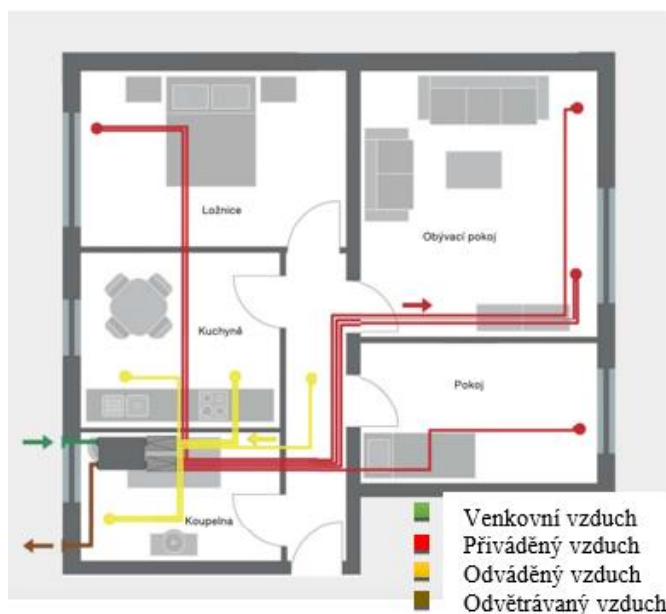 Ložnice
Obývací pokoj
Kuchyně
Pokoj
Koupelna
Venkovní vzduch
Přiváděný vzduch
Odváděný vzduch
Odvětrávaný vzduch